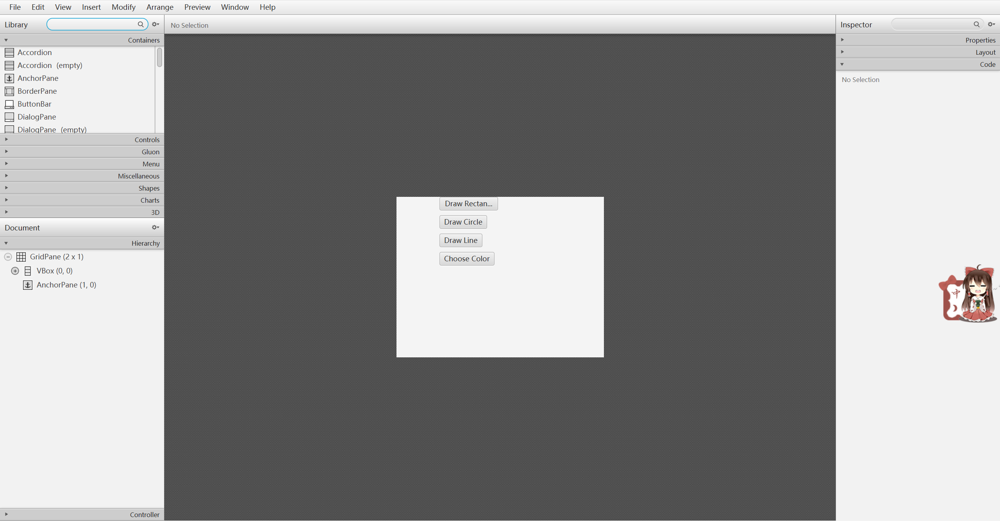 File Edit View Insert Modify Arrange Preview Window Help
Library
No Selection
Inspector
Containers
Accordion
Accordion (empty)
AnchorPane
BorderPane
ButtonBar
DialogPane
DialogPane (empty)
Controls
Gluon
Menu
Miscellaneous
Shapes
Charts
3D
Document
Hierarchy
GridPane (2 x 1)
VBox (0, 0)
AnchorPane (1, 0)
Controller
Draw Rectan...
Draw Circle
Draw Line
Choose Color
Properties
Layout
Code
No Selection
中